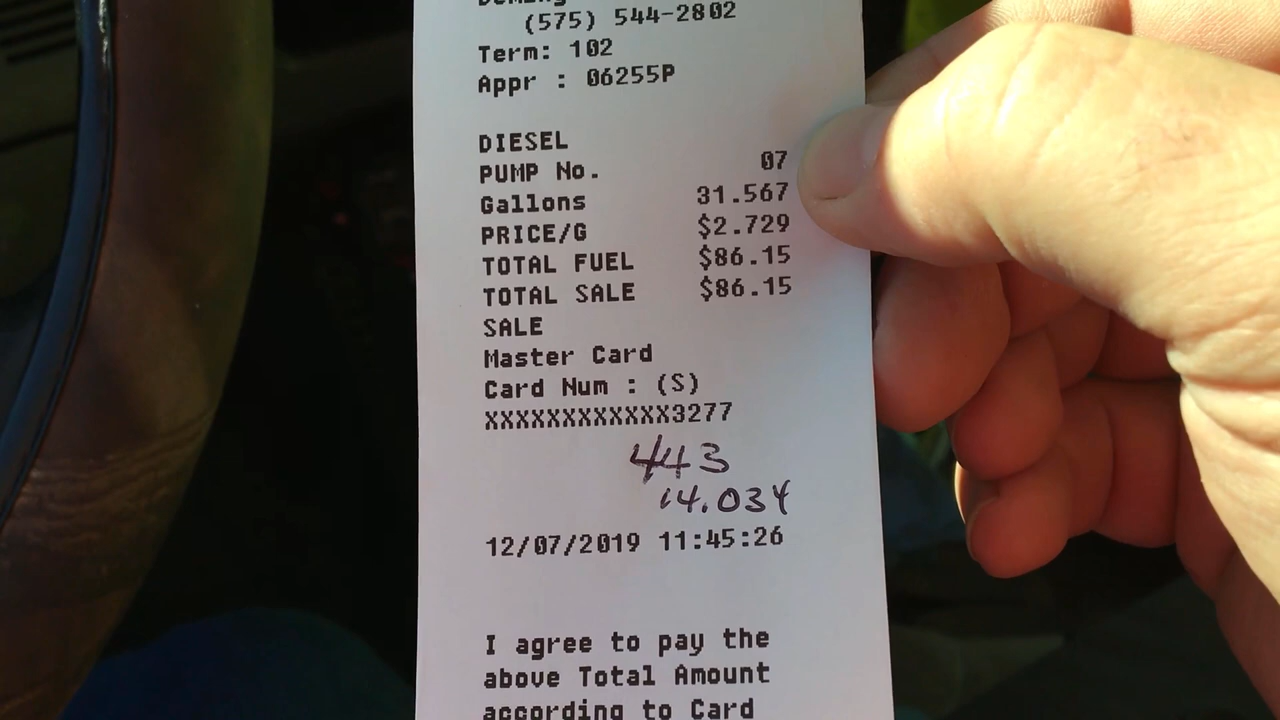 Deming
(575) 544-2802
Term: 102
Appr : 06255P
DIESEL
PUMP No. 07
Gallons 31.567
PRICE/G $2.729
TOTAL FUEL $86.15
TOTAL SALE $86.15
SALE
Master Card
Card Num : (S)
XXXXXXXXXXXX3277
443
14.034
12/07/2019 11:45:26
I agree to pay the
above Total Amount
according to Card